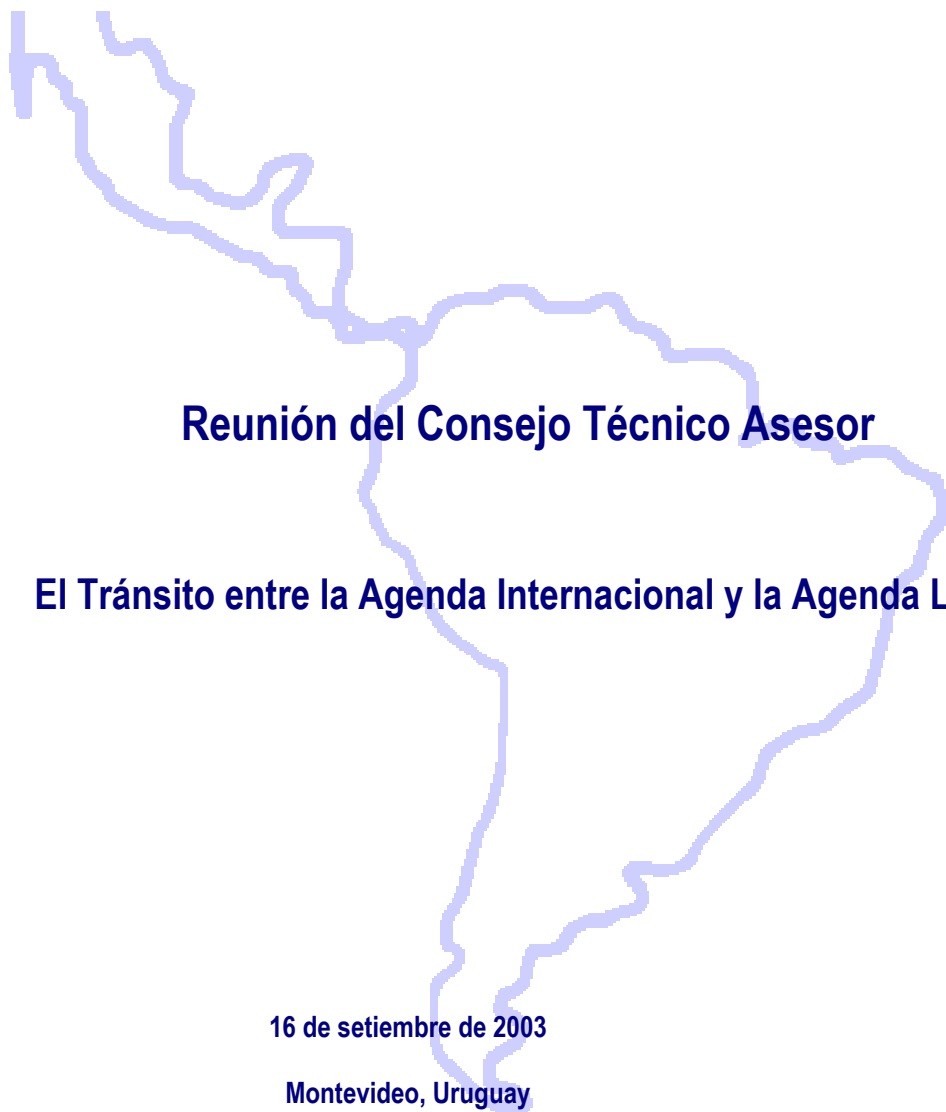 Reunión del Consejo Técnico Asesor
El Tránsito entre la Agenda Internacional y la Agenda L
16 de setiembre de 2003
Montevideo, Uruguay